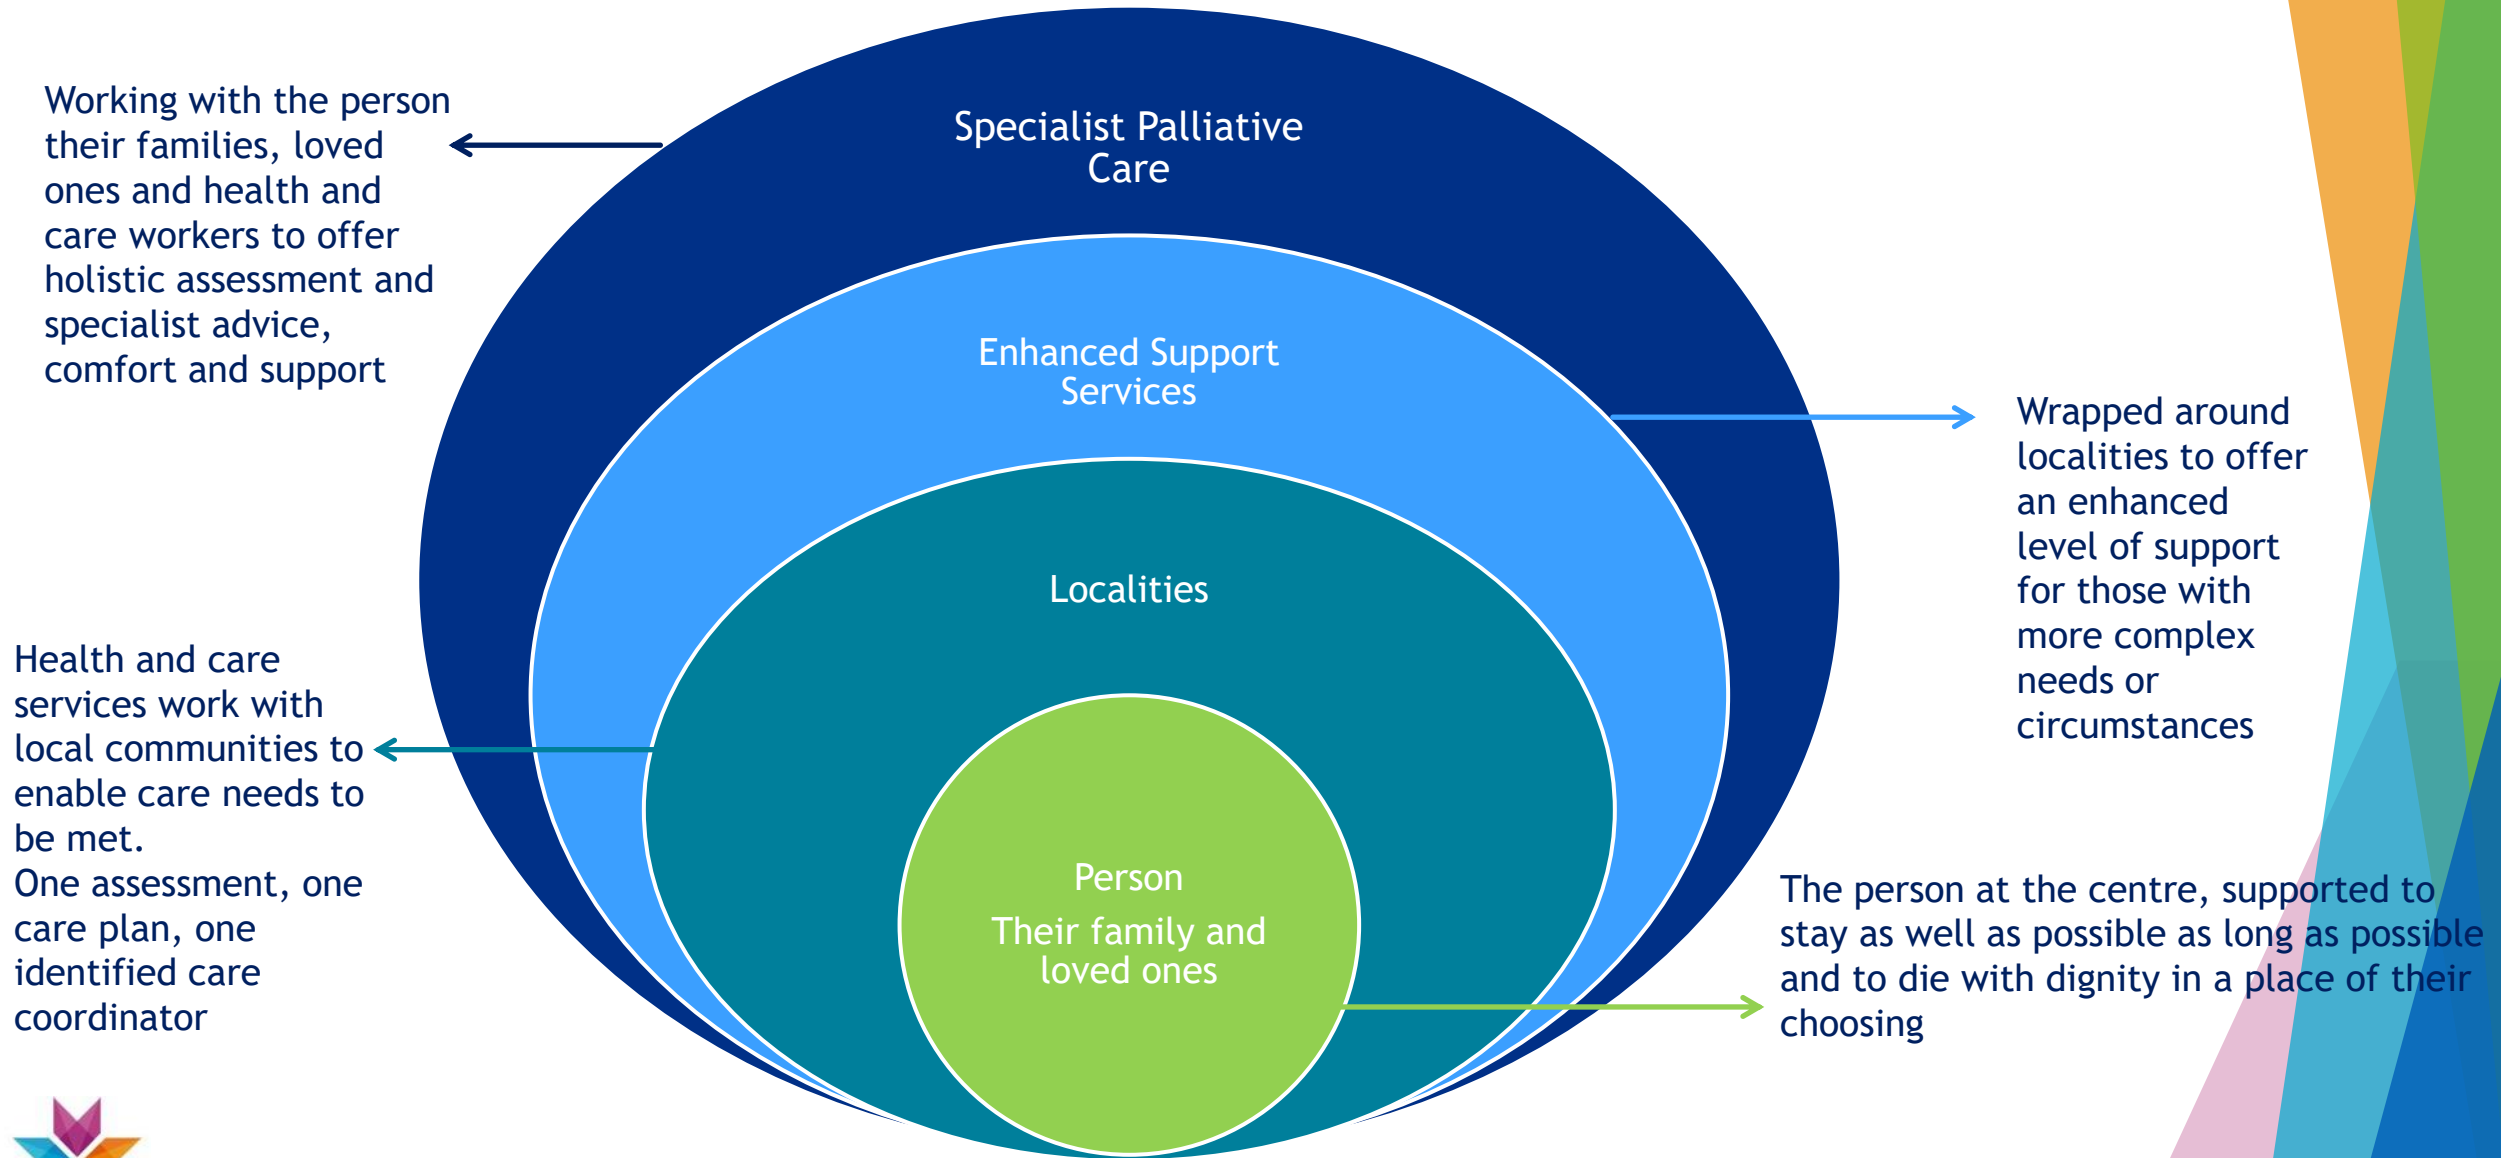 Working with the person
their families, loved
ones and health and
care workers to offer
holistic assessment and
specialist advice,
comfort and support
Specialist Palliative
Care
Enhanced Support
Services
Wrapped around
localities to offer
an enhanced
level of support
for those with
more complex
needs or
circumstances
Localities
Health and care
services work with
local communities to
enable care needs to
be met.
One assessment, one
care plan, one
identified care
coordinator
Person
Their family and
loved ones
The person at the centre, supported to
stay as well as possible as long as possible
and to die with dignity in a place of their
choosing